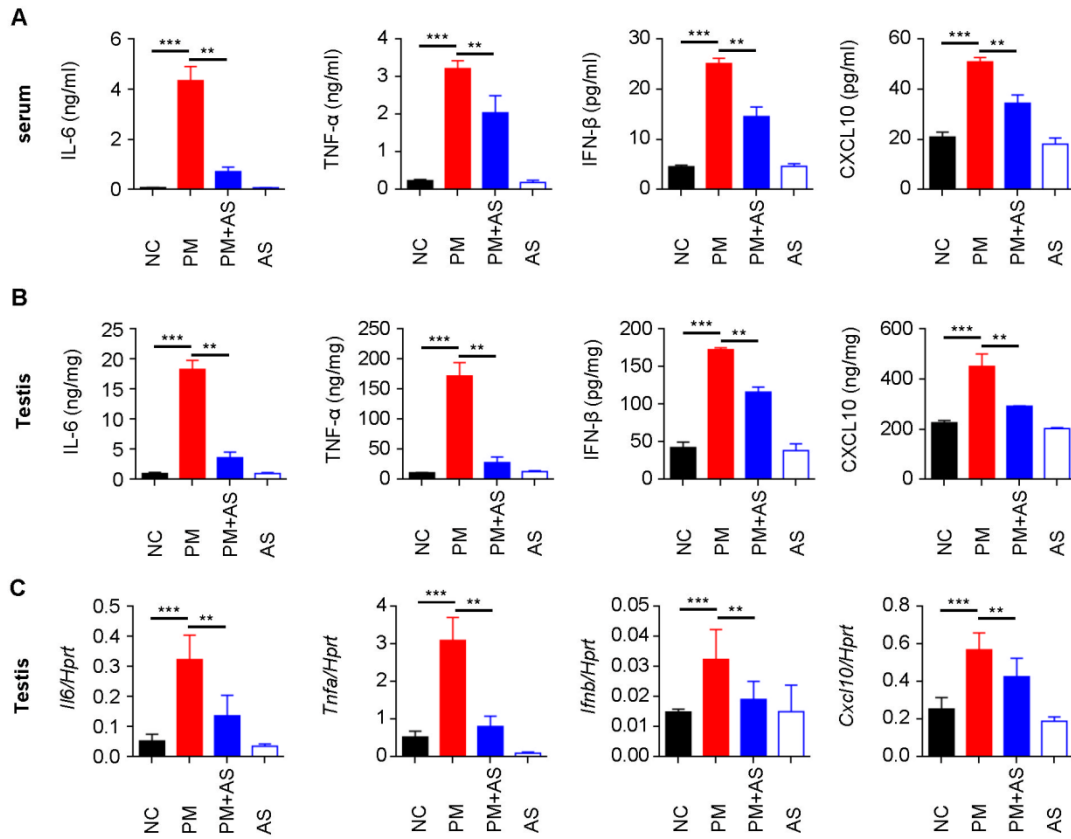 A
serum
IL-6 (ng/ml)
6
4
2
0
*** **
NC PM PM+AS AS
TNF-α (ng/ml)
4
3
2
1
0
*** **
NC PM PM+AS AS
IFN-β (pg/ml)
30
20
10
0
*** **
NC PM PM+AS AS
CXCL10 (pg/ml)
60
40
20
0
*** **
NC PM PM+AS AS
B
Testis
IL-6 (ng/mg)
25
20
15
10
5
0
*** **
NC PM PM+AS AS
TNF-α (ng/mg)
250
200
150
100
50
0
*** **
NC PM PM+AS AS
IFN-β (pg/mg)
200
150
100
50
0
*** **
NC PM PM+AS AS
CXCL10 (ng/mg)
600
400
200
0
*** **
NC PM PM+AS AS
C
Testis
Il6/Hprt
0.5
0.4
0.3
0.2
0.1
0.0
*** **
NC PM PM+AS AS
Tnfa/Hprt
4
3
2
1
0
*** **
NC PM PM+AS AS
Ifnb/Hprt
0.05
0.04
0.03
0.02
0.01
0.00
*** **
NC PM PM+AS AS
Cxcl10/Hprt
0.8
0.6
0.4
0.2
0.0
*** **
NC PM PM+AS AS